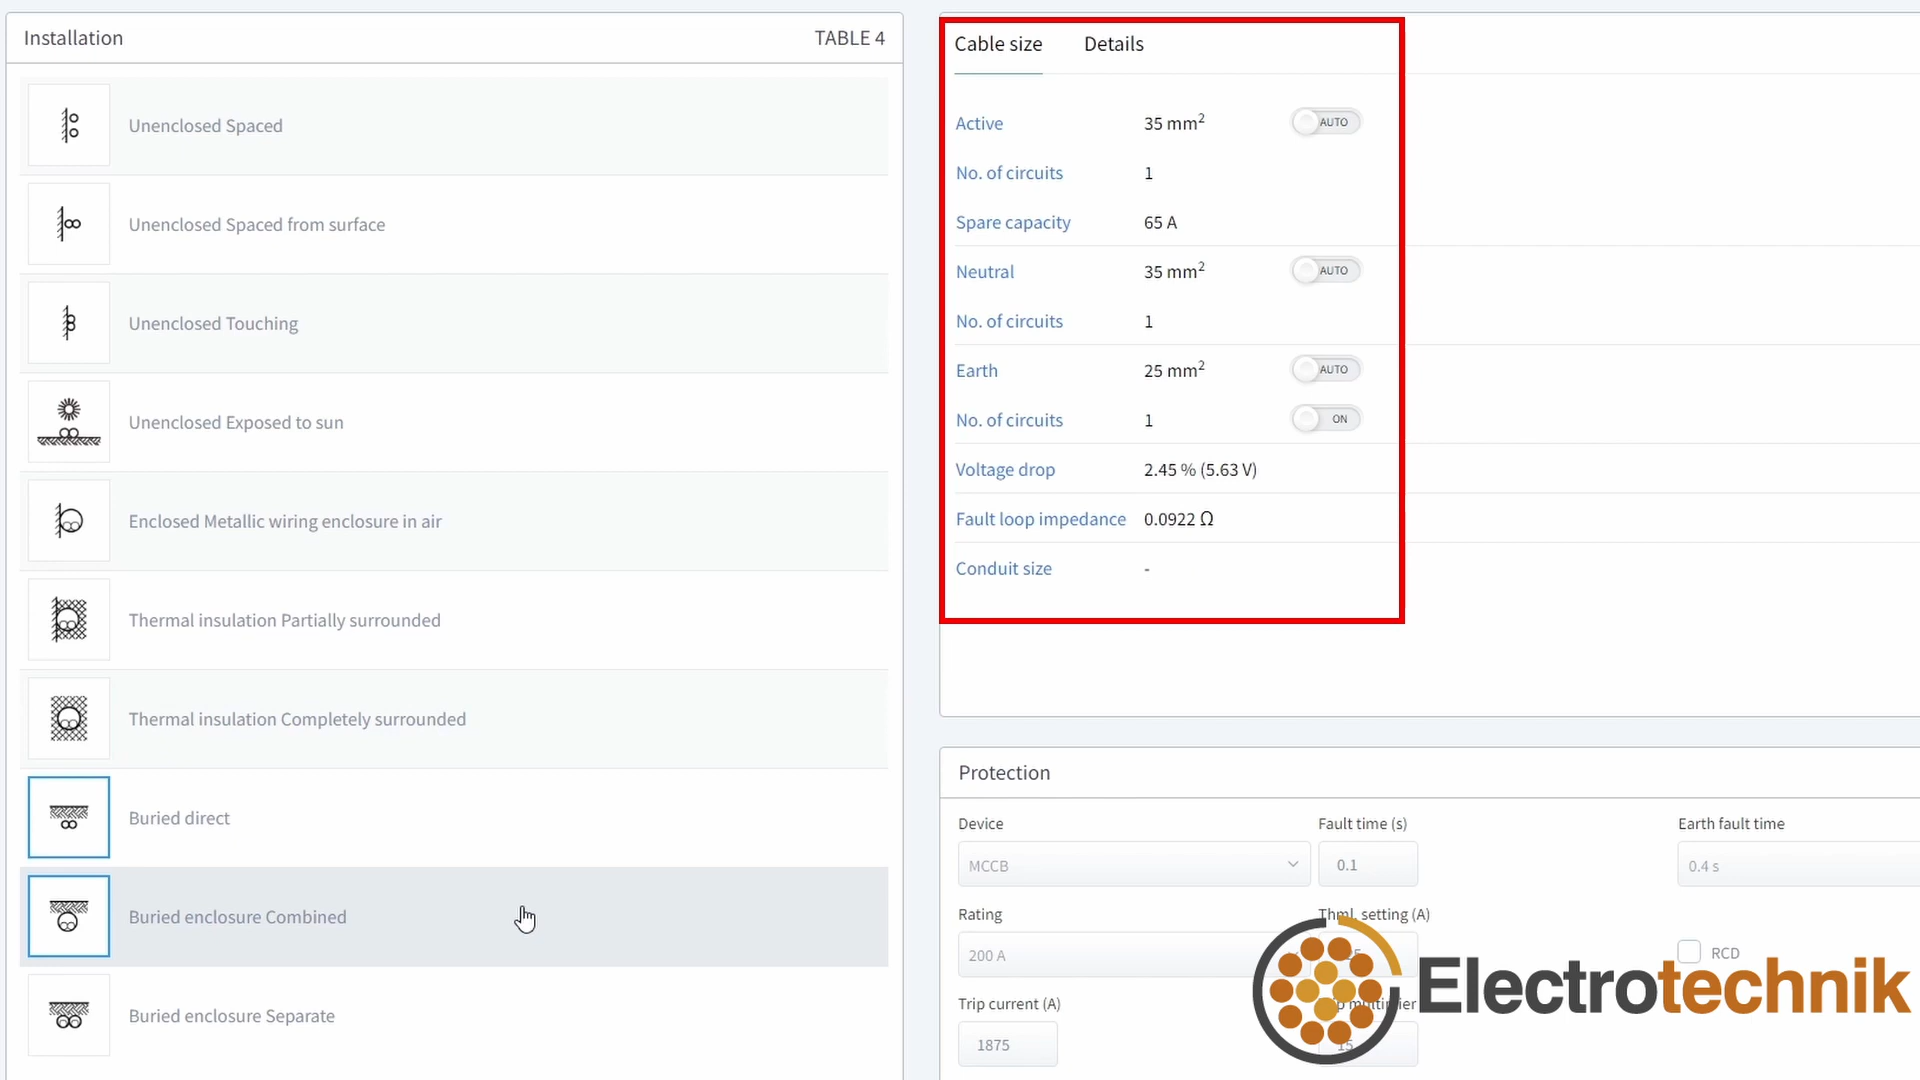 Installation
TABLE 4
Unenclosed Spaced
Unenclosed Spaced from surface
Unenclosed Touching
Unenclosed Exposed to sun
Enclosed Metallic wiring enclosure in air
Thermal insulation Partially surrounded
Thermal insulation Completely surrounded
Buried direct
Buried enclosure Combined
Buried enclosure Separate
Cable size Details
Active 35 mm² AUTO
No. of circuits 1
Spare capacity 65 A
Neutral 35 mm² AUTO
No. of circuits 1
Earth 25 mm² AUTO
No. of circuits 1 ON
Voltage drop 2.45 % (5.63 V)
Fault loop impedance 0.0922 Ω
Conduit size -
Protection
Device Fault time (s) Earth fault time
MCCB 0.1 0.4 s
Rating Thml. setting (A)
200 A
RCD
Trip current (A)
1875 15
Electrotechnik